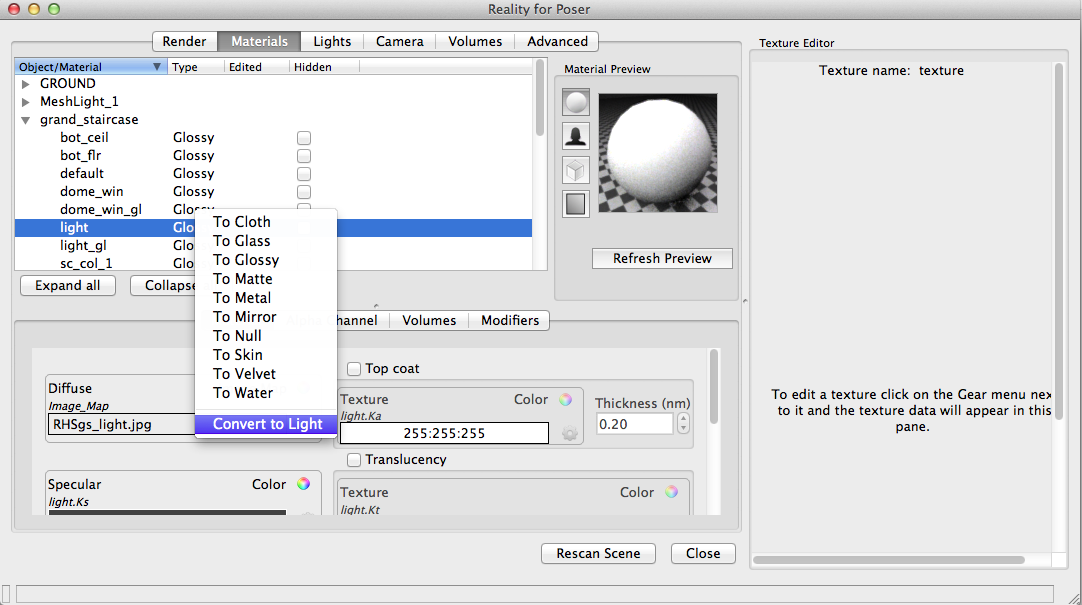 Reality for Poser
Render Materials Lights Camera Volumes Advanced
Object/Material Type Edited Hidden
GROUND
MeshLight_1
grand_staircase
bot_ceil Glossy
bot_flr Glossy
default Glossy
dome_win Glossy
dome_win_gl Glossy
light Glo
light_gl Glo
sc_col_1 Glo
To Cloth
To Glass
To Glossy
To Matte
To Metal
To Mirror
To Null
To Skin
To Velvet
To Water
Convert to Light
Expand all Collapse
Material Preview
Refresh Preview
hannel Volumes Modifiers
Diffuse
Image_Map
RHSgs_light.jpg
Specular Color
light.Ks
Top coat
Texture Color
light.Ka
255:255:255
Thickness (nm)
0.20
Translucency
Texture Color
light.Kt
Rescan Scene Close
Texture Editor
Texture name: texture
To edit a texture click on the Gear menu nex
to it and the texture data will appear in this
pane.